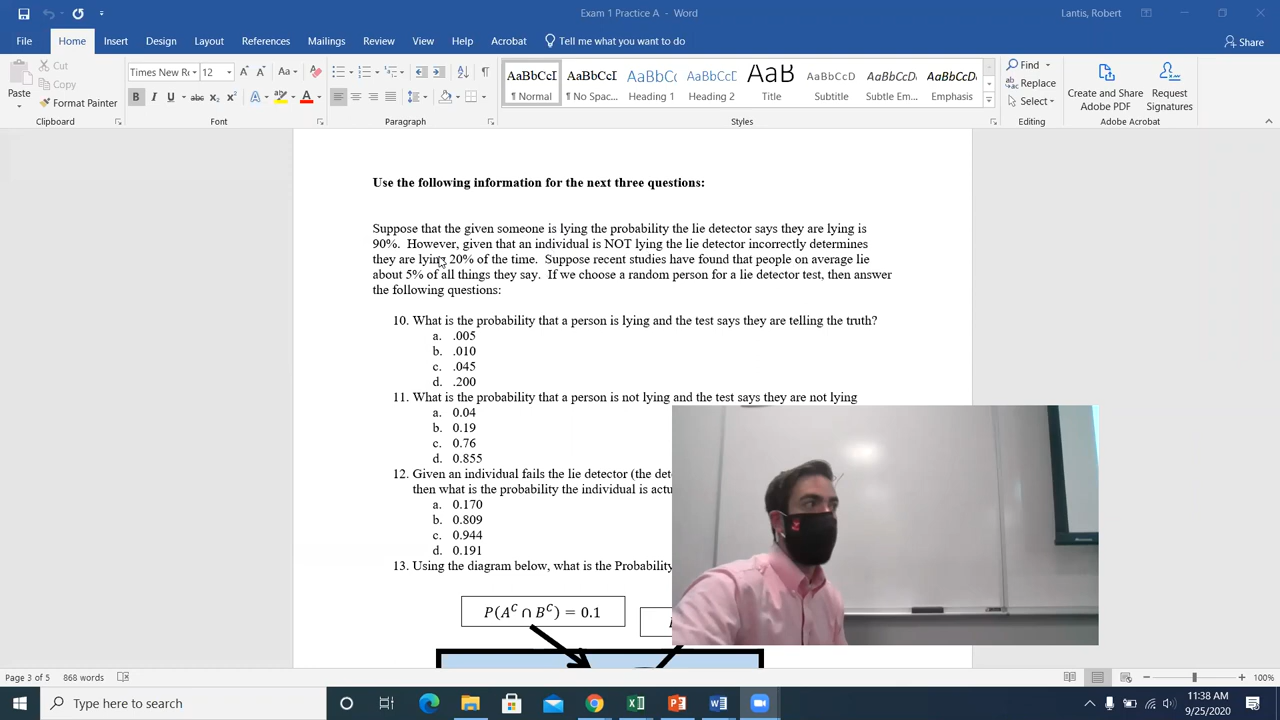 Exam 1 Practice A - Word
Lantis, Robert
File Home Insert Design Layout References Mailings Review View Help Acrobat Tell me what you want to do Share
Paste
Cut
Copy
Format Painter
Clipboard
Times New Ro 12
Font
Paragraph
AaBbCcI AaBbCcI AaBbCc AaBbCcI AaB AaBbCcD AaBbCcD AaBbCcI
¶ Normal ¶ No Spac... Heading 1 Heading 2 Title Subtitle Subtle Em... Emphasis
Styles
Find
Replace
Select
Editing
Create and Share
Adobe PDF
Request
Signatures
Adobe Acrobat
Use the following information for the next three questions:
Suppose that the given someone is lying the probability the lie detector says they are lying is
90%. However, given that an individual is NOT lying the lie detector incorrectly determines
they are lying 20% of the time. Suppose recent studies have found that people on average lie
about 5% of all things they say. If we choose a random person for a lie detector test, then answer
the following questions:
10. What is the probability that a person is lying and the test says they are telling the truth?
a. .005
b. .010
c. .045
d. .200
11. What is the probability that a person is not lying and the test says they are not lying
a. 0.04
b. 0.19
c. 0.76
d. 0.855
12. Given an individual fails the lie detector (the
then what is the probability the individual is
a. 0.170
b. 0.809
c. 0.944
d. 0.191
13. Using the diagram below, what is the Probability
P(Aᶜ ∩ Bᶜ) = 0.1
Page 3 of 5 868 words
100%
Type here to search
11:38 AM
9/25/2020